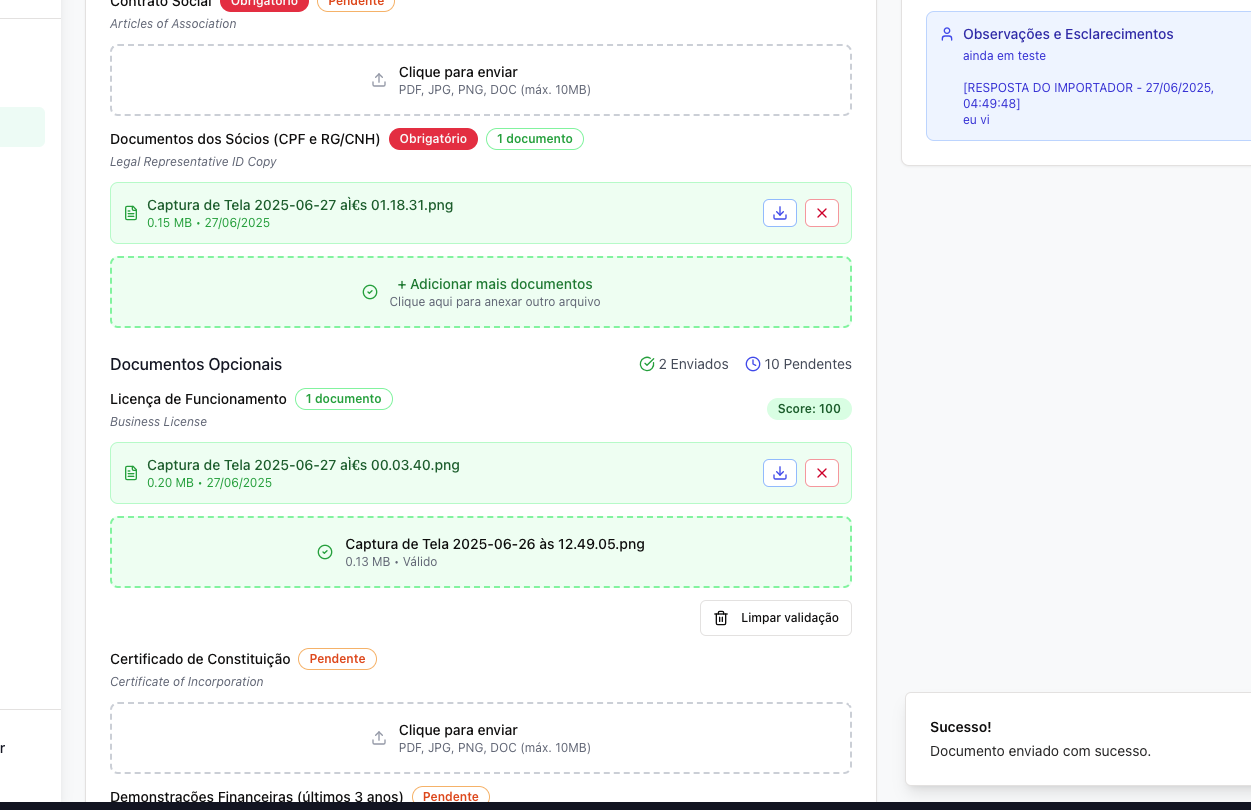 Contrato Social Obrigatório Pendente
Articles of Association
Clique para enviar
PDF, JPG, PNG, DOC (máx. 10MB)
Documentos dos Sócios (CPF e RG/CNH) Obrigatório 1 documento
Legal Representative ID Copy
Captura de Tela 2025-06-27 aÌ€s 01.18.31.png
0.15 MB • 27/06/2025
+ Adicionar mais documentos
Clique aqui para anexar outro arquivo
Documentos Opcionais 2 Enviados 10 Pendentes
Licença de Funcionamento 1 documento
Score: 100
Business License
Captura de Tela 2025-06-27 aÌ€s 00.03.40.png
0.20 MB • 27/06/2025
Captura de Tela 2025-06-26 às 12.49.05.png
0.13 MB • Válido
Limpar validação
Certificado de Constituição Pendente
Certificate of Incorporation
Clique para enviar
PDF, JPG, PNG, DOC (máx. 10MB)
Demonstrações Financeiras (últimos 3 anos) Pendente
r
Observações e Esclarecimentos
ainda em teste
[RESPOSTA DO IMPORTADOR - 27/06/2025,
04:49:48]
eu vi
Sucesso!
Documento enviado com sucesso.